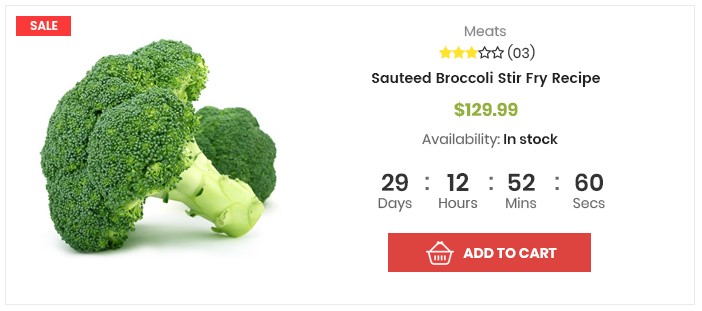 SALE
Meats
(03)
Sauteed Broccoli Stir Fry Recipe
$129.99
Availability: In stock
29 : 12 : 52 : 60
Days Hours Mins Secs
ADD TO CART